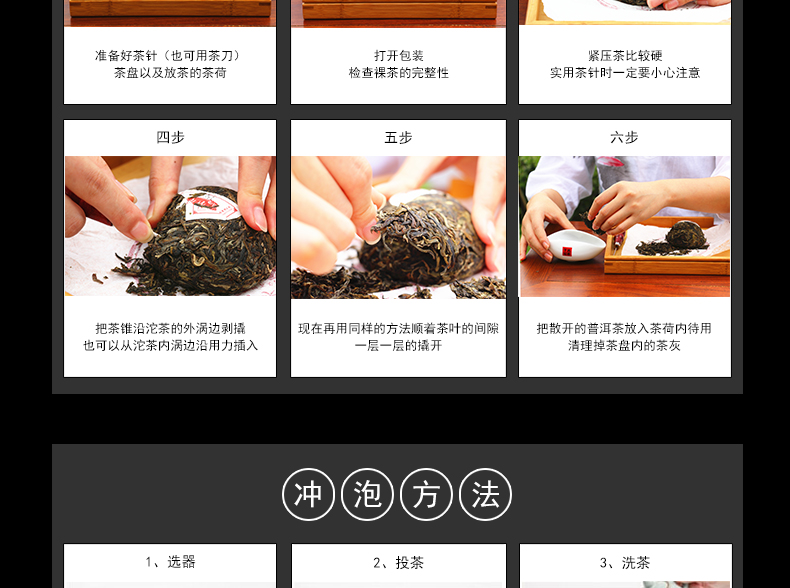 准备好茶针（也可用茶刀）
茶盘以及放茶的茶荷
打开包装
检查裸茶的完整性
紧压茶比较硬
实用茶针时一定要小心注意
四步
五步
六步
把茶锥沿沱茶的外涡边剥撬
也可以从沱茶内涡边沿用力插入
现在再用同样的方法顺着茶叶的间隙
一层一层的撬开
把散开的普洱茶放入茶荷内待用
清理掉茶盘内的茶灰
冲泡方法
1、选器
2、投茶
3、洗茶